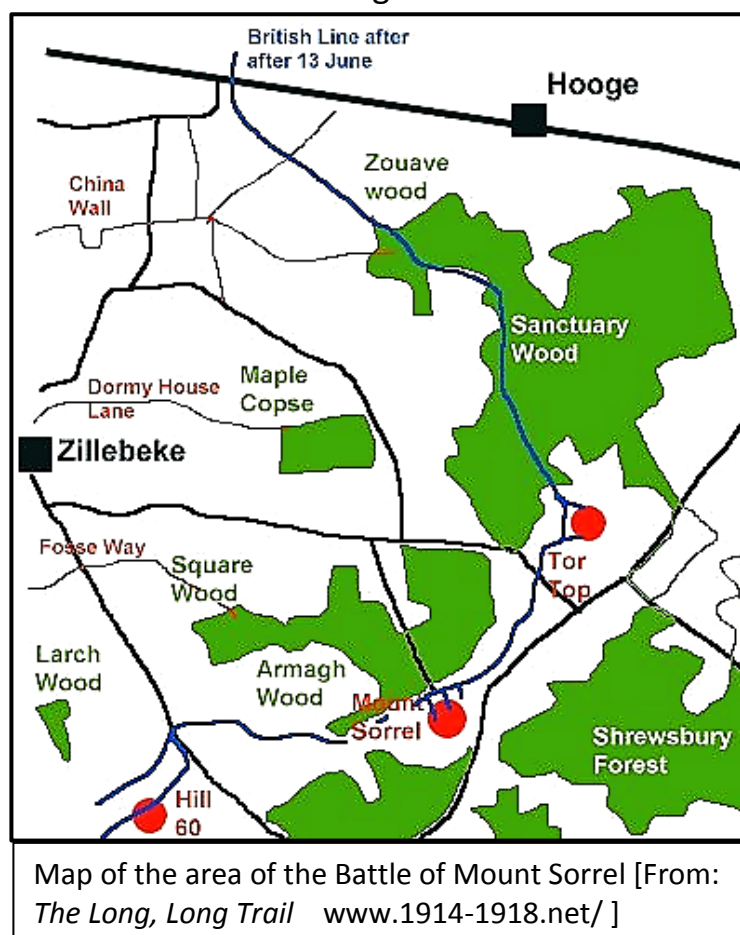 British Line after
after 13 June
Hooge
Zouave
wood
China
Wall
Sanctuary
Wood
Maple
Copse
Dormy House
Lane
Zillebeke
Fosse Way
Square
Wood
Tor
Top
Larch
Wood
Armagh
Wood
Mount
Sorrel
Shrewsbury
Forest
Hill
60
Map of the area of the Battle of Mount Sorrel [From:
The Long, Long Trail www.1914-1918.net/ ]